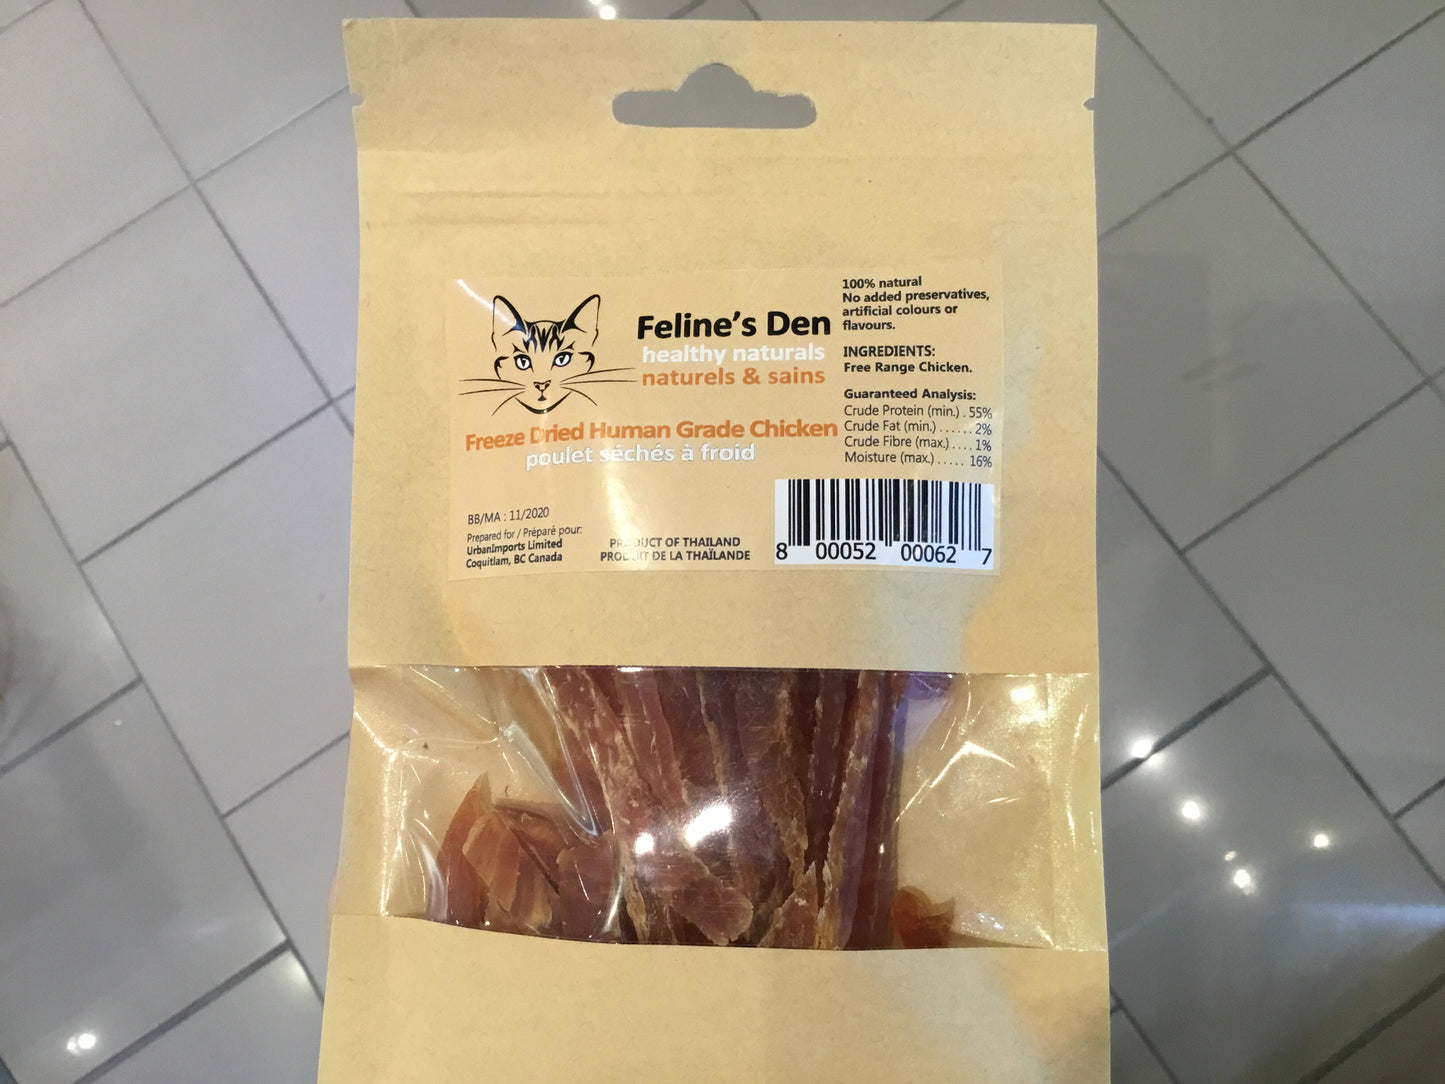 Feline's Den
healthy naturals
naturels & sains
Freeze Dried Human Grade Chicken
poulet séchés à froid
100% natural
No added preservatives,
artificial colours or
flavours.
INGREDIENTS:
Free Range Chicken.
Guaranteed Analysis:
Crude Protein (min.) . 55%
Crude Fat (min.) ...... 2%
Crude Fibre (max.) .... 1%
Moisture (max.) ..... 16%
BB/MA : 11/2020
Prepared for / Préparé pour:
UrbanImports Limited
Coquitlam, BC Canada
PRODUCT OF THAILAND
PRODUIT DE LA THAÏLANDE
8 00052 00062 7